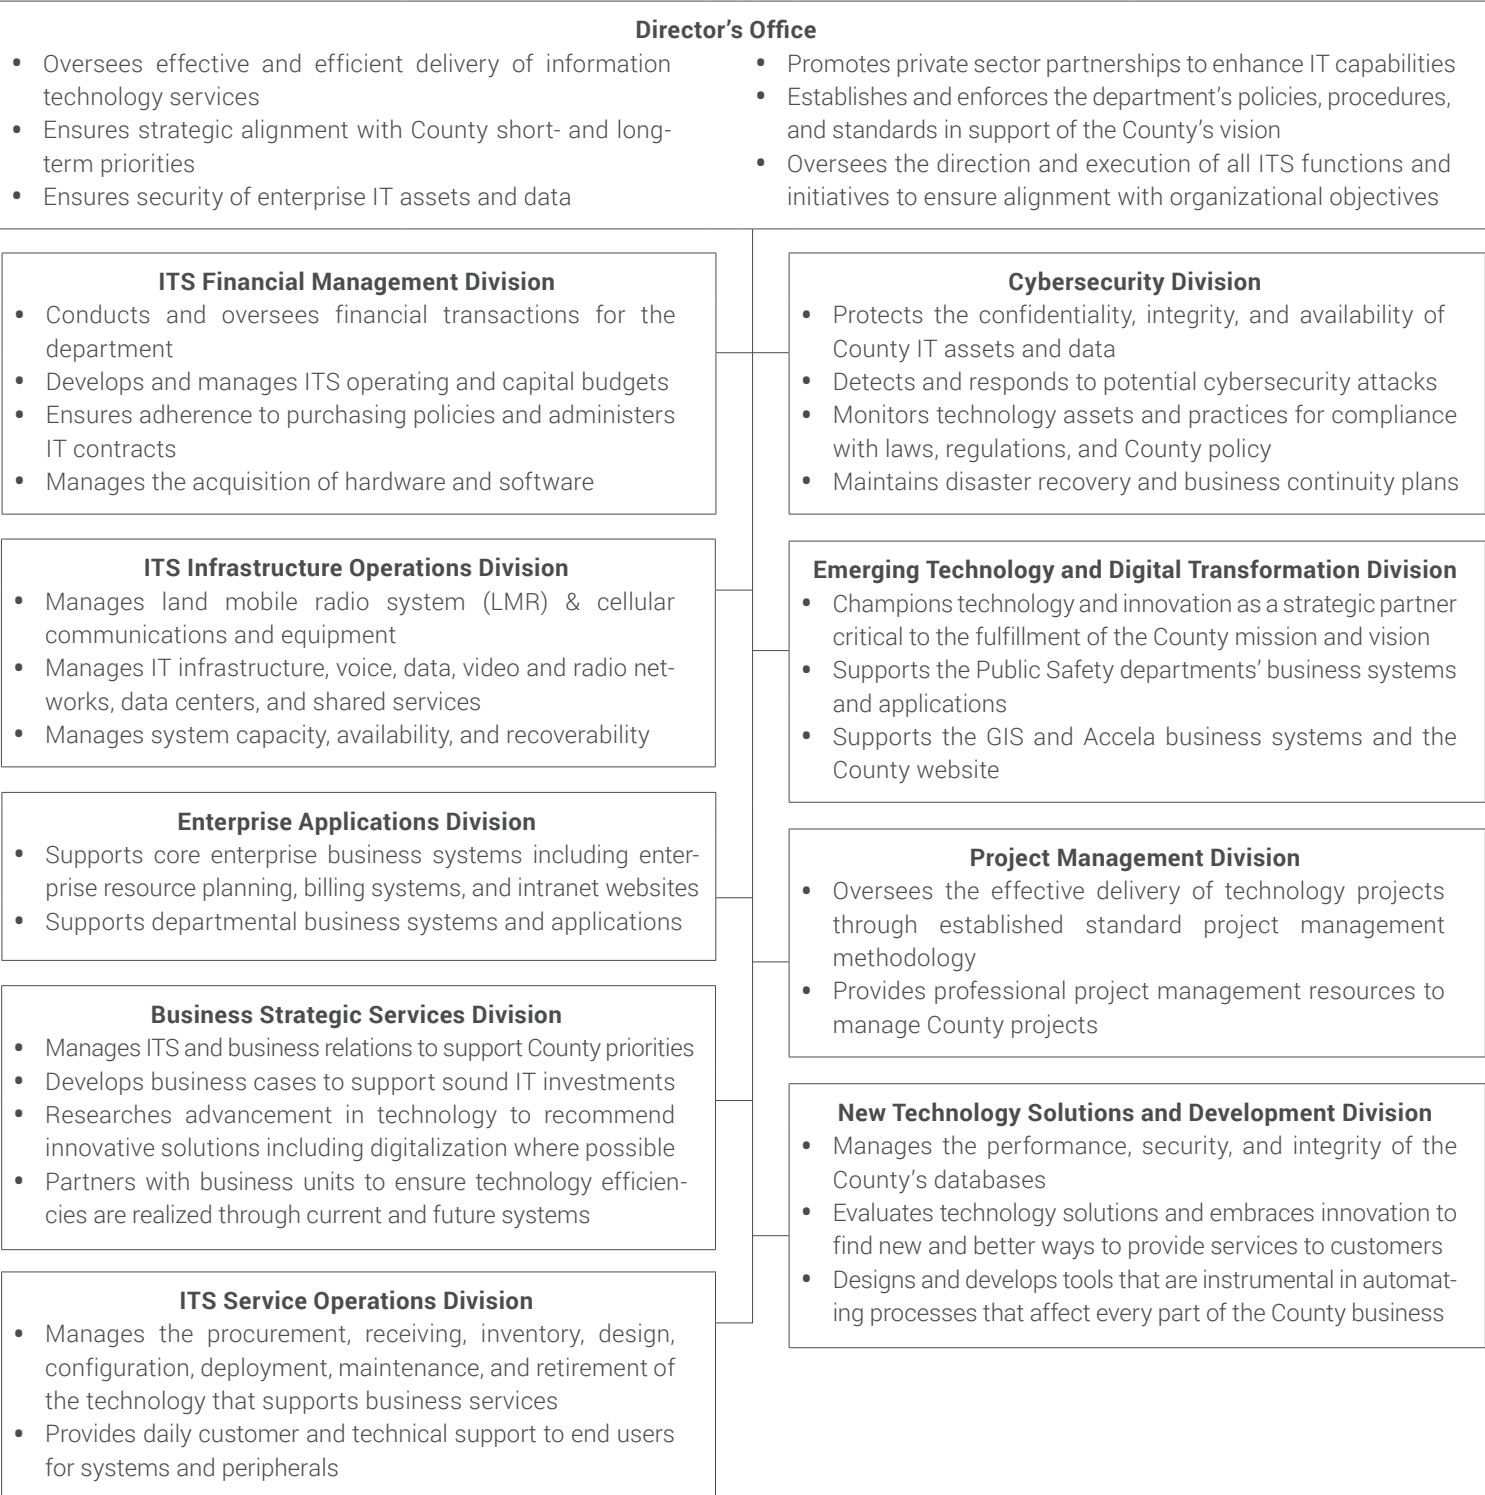 Director's Office
• Oversees effective and efficient delivery of information
technology services
• Ensures strategic alignment with County short- and long-
term priorities
• Ensures security of enterprise IT assets and data
• Promotes private sector partnerships to enhance IT capabilities
• Establishes and enforces the department's policies, procedures,
and standards in support of the County's vision
• Oversees the direction and execution of all ITS functions and
initiatives to ensure alignment with organizational objectives
ITS Financial Management Division
• Conducts and oversees financial transactions for the
department
• Develops and manages ITS operating and capital budgets
• Ensures adherence to purchasing policies and administers
IT contracts
• Manages the acquisition of hardware and software
ITS Infrastructure Operations Division
• Manages land mobile radio system (LMR) & cellular
communications and equipment
• Manages IT infrastructure, voice, data, video and radio net-
works, data centers, and shared services
• Manages system capacity, availability, and recoverability
Enterprise Applications Division
• Supports core enterprise business systems including enter-
prise resource planning, billing systems, and intranet websites
• Supports departmental business systems and applications
Business Strategic Services Division
• Manages ITS and business relations to support County priorities
• Develops business cases to support sound IT investments
• Researches advancement in technology to recommend
innovative solutions including digitalization where possible
• Partners with business units to ensure technology efficien-
cies are realized through current and future systems
ITS Service Operations Division
• Manages the procurement, receiving, inventory, design,
configuration, deployment, maintenance, and retirement of
the technology that supports business services
• Provides daily customer and technical support to end users
for systems and peripherals
Cybersecurity Division
• Protects the confidentiality, integrity, and availability of
County IT assets and data
• Detects and responds to potential cybersecurity attacks
• Monitors technology assets and practices for compliance
with laws, regulations, and County policy
• Maintains disaster recovery and business continuity plans
Emerging Technology and Digital Transformation Division
• Champions technology and innovation as a strategic partner
critical to the fulfillment of the County mission and vision
• Supports the Public Safety departments' business systems
and applications
• Supports the GIS and Accela business systems and the
County website
Project Management Division
• Oversees the effective delivery of technology projects
through established standard project management
methodology
• Provides professional project management resources to
manage County projects
New Technology Solutions and Development Division
• Manages the performance, security, and integrity of the
County's databases
• Evaluates technology solutions and embraces innovation to
find new and better ways to provide services to customers
• Designs and develops tools that are instrumental in automat-
ing processes that affect every part of the County business